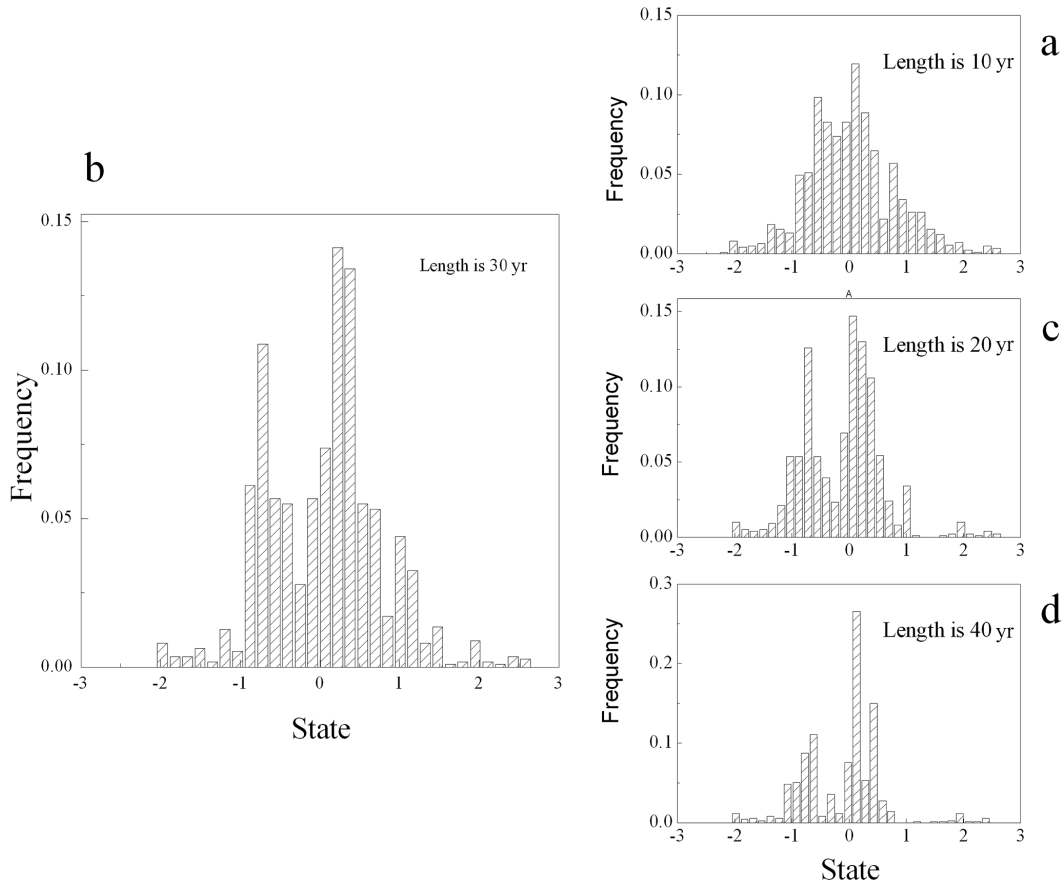 b
0.15
Length is 30 yr
0.10
Frequency
0.05
0.00
-3 -2 -1 0 1 2 3
State
a
0.15
Length is 10 yr
0.10
Frequency
0.05
0.00
-3 -2 -1 0 1 2 3
A
c
0.15
Length is 20 yr
0.10
Frequency
0.05
0.00
-3 -2 -1 0 1 2 3
d
0.3
Length is 40 yr
0.2
Frequency
0.1
0.0
-3 -2 -1 0 1 2 3
State